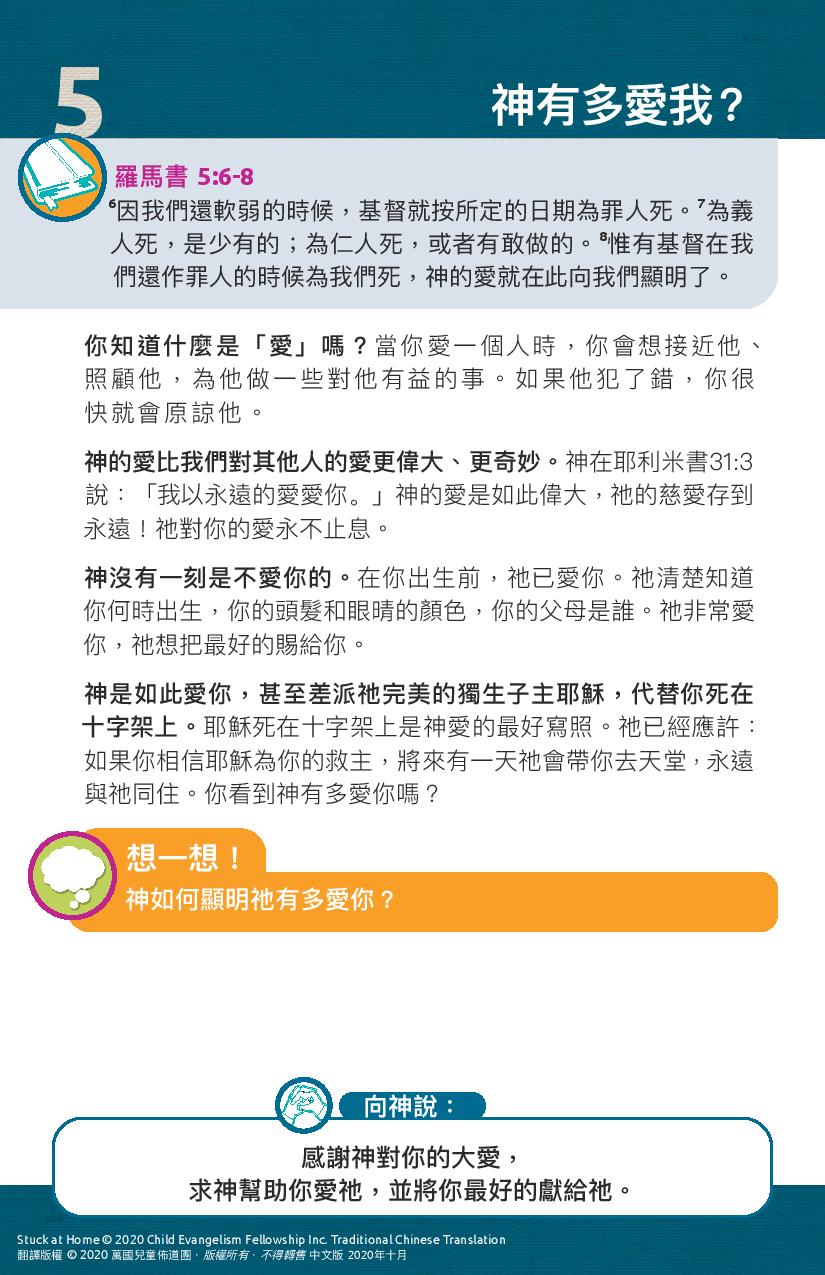 5
神有多愛我？
羅馬書 5:6-8
⁶因我們還軟弱的時候，基督就按所定的日期為罪人死。⁷為義
人死，是少有的；為仁人死，或者有敢做的。⁸惟有基督在我
們還作罪人的時候為我們死，神的愛就在此向我們顯明了。
你知道什麼是「愛」嗎？當你愛一個人時，你會想接近他、
照顧他，為他做一些對他有益的事。如果他犯了錯，你很
快就會原諒他。
神的愛比我們對其他人的愛更偉大、更奇妙。神在耶利米書31:3
說：「我以永遠的愛愛你。」神的愛是如此偉大，祂的慈愛存到
永遠！祂對你的愛永不止息。
神沒有一刻是不愛你的。在你出生前，祂已愛你。祂清楚知道
你何時出生，你的頭髮和眼睛的顏色，你的父母是誰。祂非常愛
你，祂想把最好的賜給你。
神是如此愛你，甚至差派祂完美的獨生子主耶穌，代替你死在
十字架上。耶穌死在十字架上是神愛的最好寫照。祂已經應許：
如果你相信耶穌為你的救主，將來有一天祂會帶你去天堂，永遠
與祂同住。你看到神有多愛你嗎？
想一想！
神如何顯明祂有多愛你？
向神說：
感謝神對你的大愛，
求神幫助你愛祂，並將你最好的獻給祂。
Stuck at Home © 2020 Child Evangelism Fellowship Inc. Traditional Chinese Translation
翻譯版權 © 2020 萬國兒童佈道團．版權所有．不得轉售 中文版 2020年十月